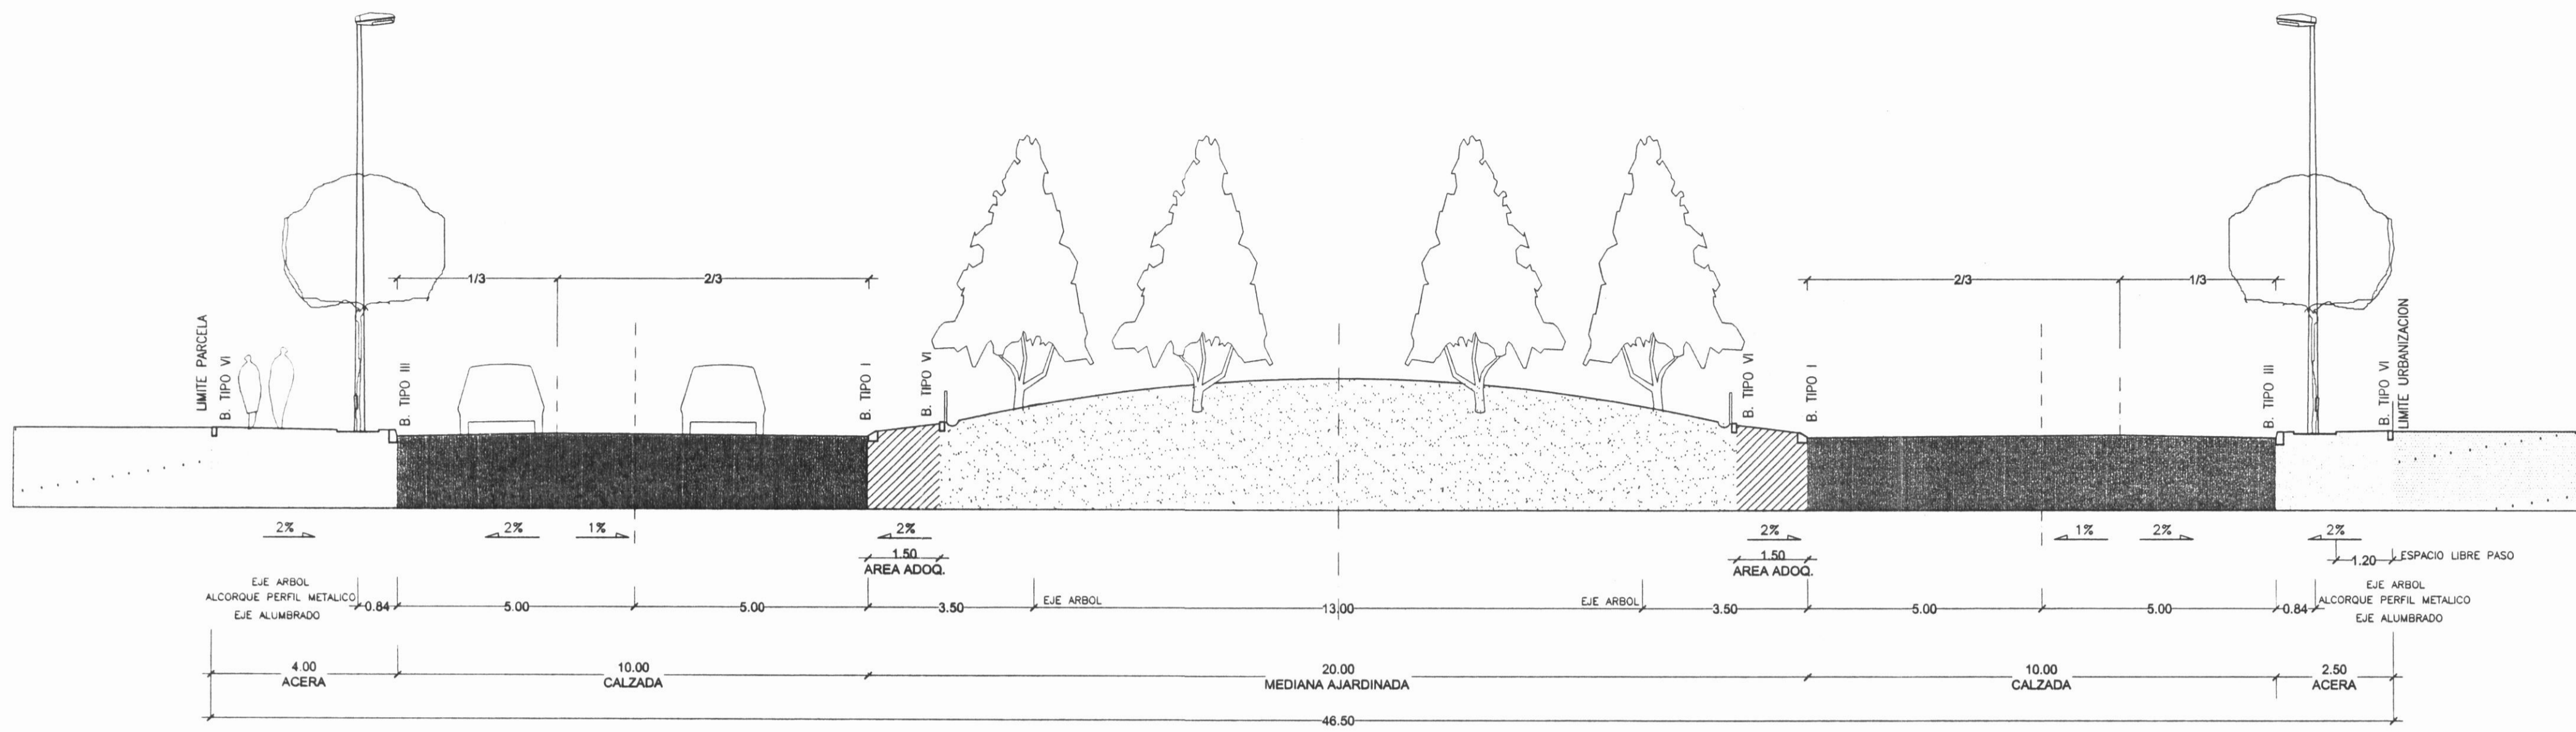 1/3
2/3
2/3
1/3
LIMITE PARCELA
B. TIPO VI
B. TIPO III
B. TIPO I
B. TIPO VI
B. TIPO VI
B. TIPO I
B. TIPO III
B. TIPO VI
LIMITE URBANIZACION
2%
2%
1%
2%
2%
1%
2%
2%
1.50
AREA ADOQ.
1.50
AREA ADOQ.
1.20
ESPACIO LIBRE PASO
EJE ARBOL
ALCORQUE PERFIL METALICO
EJE ALUMBRADO
0.84
5.00
5.00
3.50
EJE ARBOL
13.00
EJE ARBOL
3.50
5.00
5.00
0.84
EJE ARBOL
ALCORQUE PERFIL METALICO
EJE ALUMBRADO
4.00
ACERA
10.00
CALZADA
20.00
MEDIANA AJARDINADA
10.00
CALZADA
2.50
ACERA
46.50